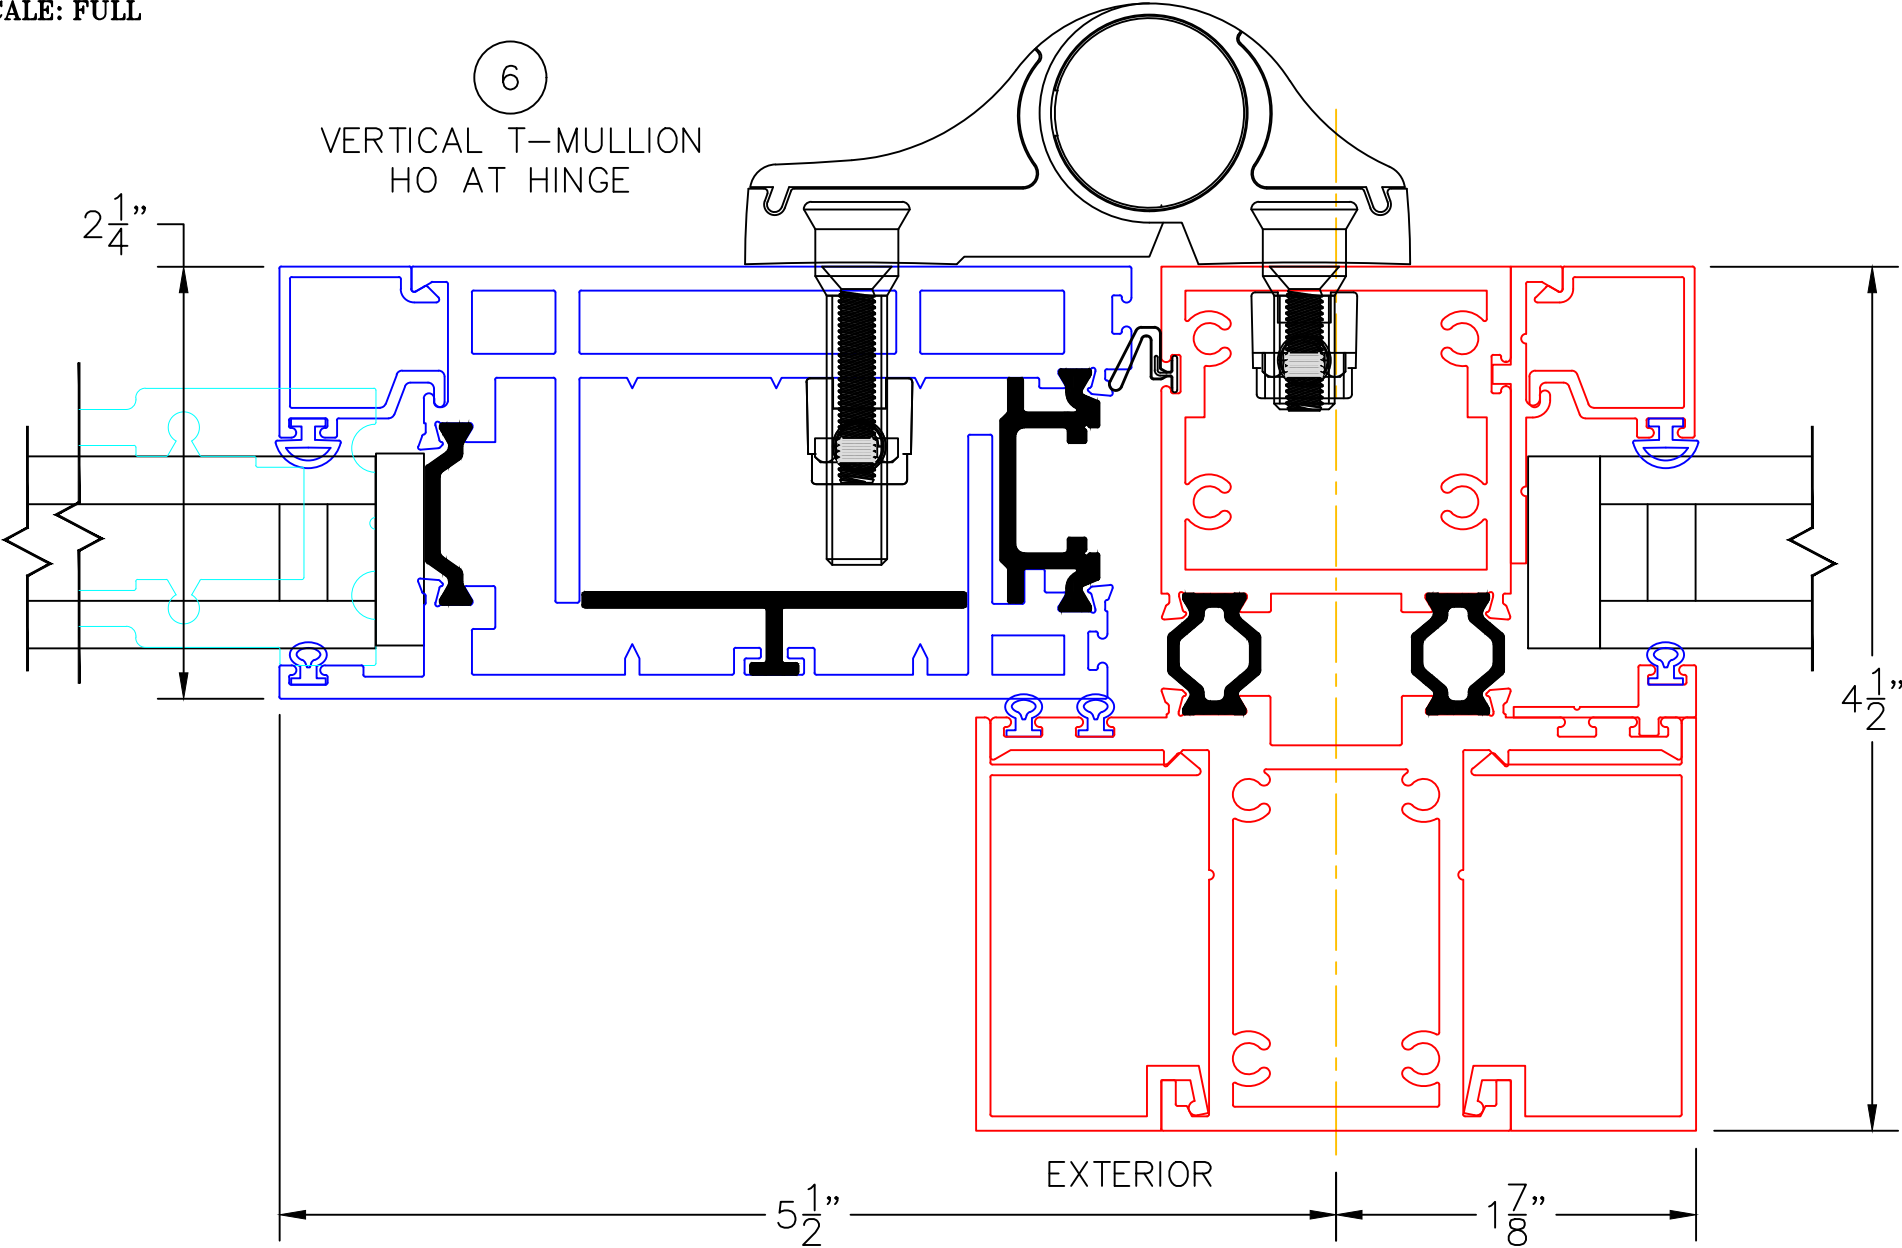 SCALE: FULL
6
VERTICAL T-MULLION
HO AT HINGE
2 1/4"
4 1/2"
EXTERIOR
5 1/2"
1 7/8"